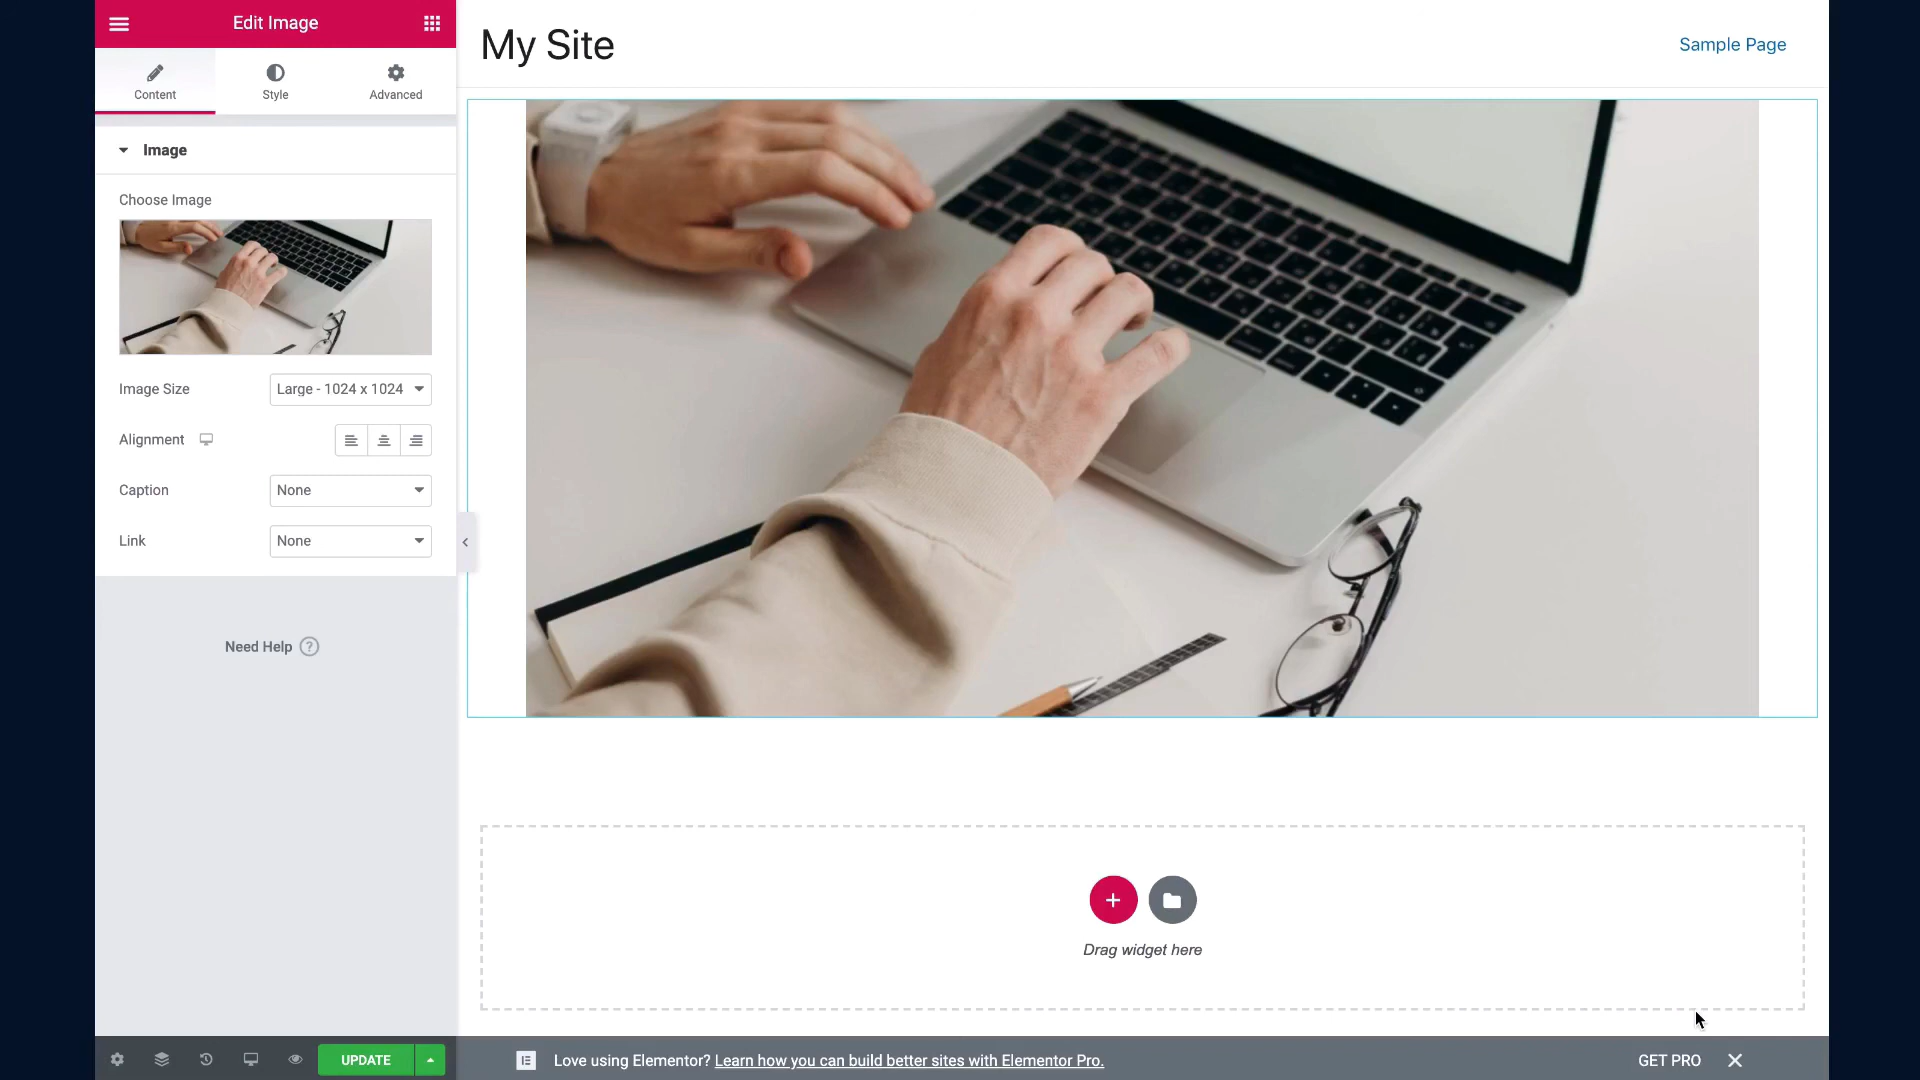 Edit Image
Content
Style
Advanced
Image
Choose Image
Image Size
Large - 1024 x 1024
Alignment
Caption
None
Link
None
Need Help ?
UPDATE
My Site
Sample Page
Drag widget here
Love using Elementor? Learn how you can build better sites with Elementor Pro.
GET PRO